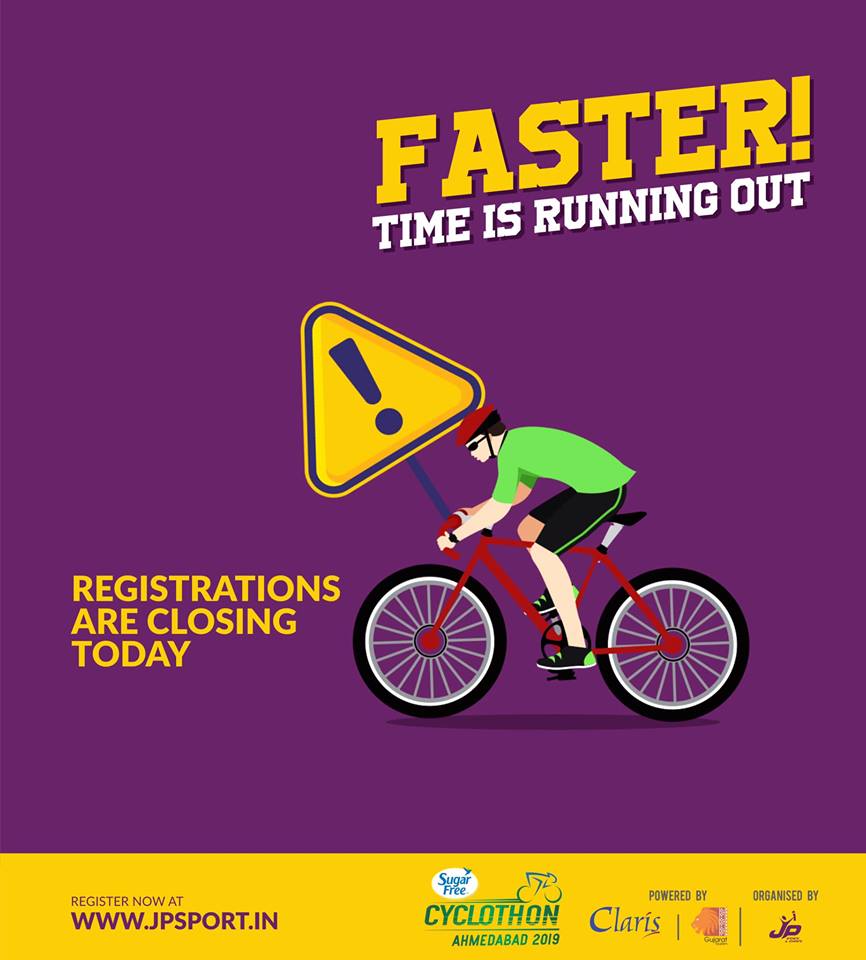 FASTER!
TIME IS RUNNING OUT
REGISTRATIONS
ARE CLOSING
TODAY
REGISTER NOW AT
WWW.JPSPORT.IN
Sugar
Free
CYCLOTHON
AHMEDABAD 2019
POWERED BY
Claris
Gujarat
ORGANISED BY
JP